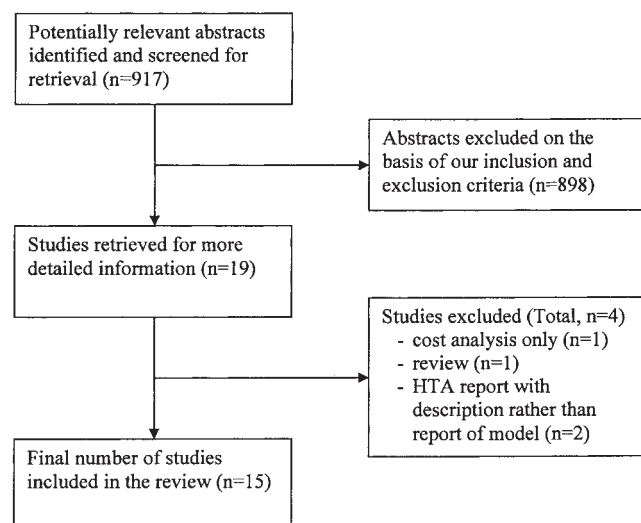 Potentially relevant abstracts
identified and screened for
retrieval (n=917)
Abstracts excluded on the
basis of our inclusion and
exclusion criteria (n=898)
Studies retrieved for more
detailed information (n=19)
Studies excluded (Total, n=4)
- cost analysis only (n=1)
- review (n=1)
- HTA report with
description rather than
report of model (n=2)
Final number of studies
included in the review (n=15)